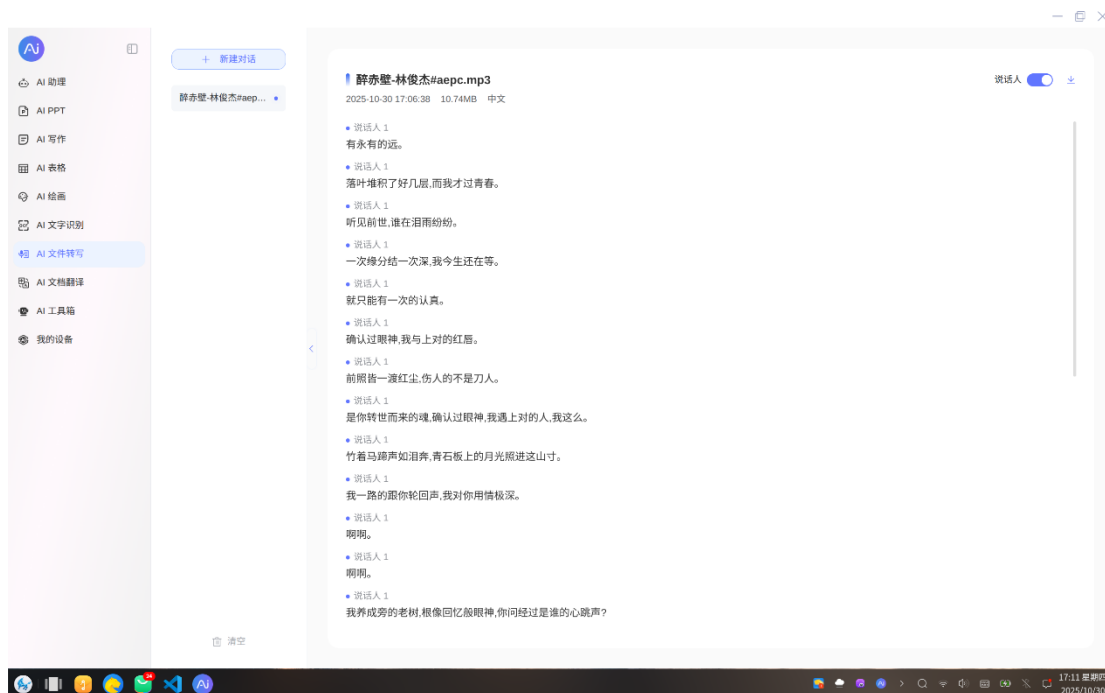 Ai
AI 助理
AI PPT
AI 写作
AI 表格
AI 绘画
AI 文字识别
AI 文件转写
AI 文档翻译
AI 工具箱
我的设备
+ 新建对话
醉赤壁-林俊杰#aep...
清空
醉赤壁-林俊杰#aepc.mp3
说话人
2025-10-30 17:06:38 10.74MB 中文
说话人 1
有永有的远。
说话人 1
落叶堆积了好几层,而我才过青春。
说话人 1
听见前世,谁在泪雨纷纷。
说话人 1
一次缘分结一次深,我今生还在等。
说话人 1
就只能有一次的认真。
说话人 1
确认过眼神,我与上对的红唇。
说话人 1
前照皆一渡红尘,伤人的不是刀人。
说话人 1
是你转世而来的魂,确认过眼神,我遇上对的人,我这么。
说话人 1
竹着马蹄声如泪奔,青石板上的月光照进这山寸。
说话人 1
我一路的跟你轮回声,我对你用情极深。
说话人 1
啊啊。
说话人 1
啊啊。
说话人 1
我养成旁的老树,根像回忆般眼神,你问经过是谁的心跳声?
17:11 星期四
2025/10/30